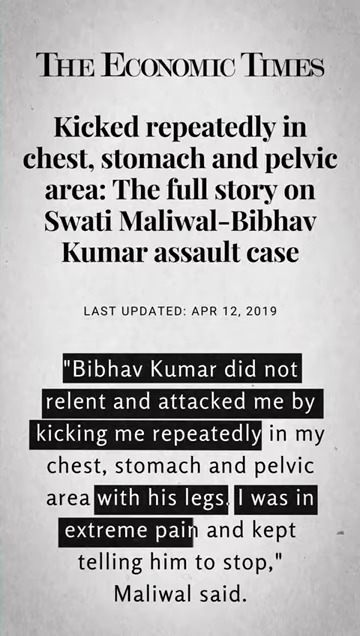 THE ECONOMIC TIMES
Kicked repeatedly in
chest, stomach and pelvic
area: The full story on
Swati Maliwal-Bibhav
Kumar assault case
LAST UPDATED: APR 12, 2019
"Bibhav Kumar did not
relent and attacked me by
kicking me repeatedly in my
chest, stomach and pelvic
area with his legs. I was in
extreme pain and kept
telling him to stop,"
Maliwal said.